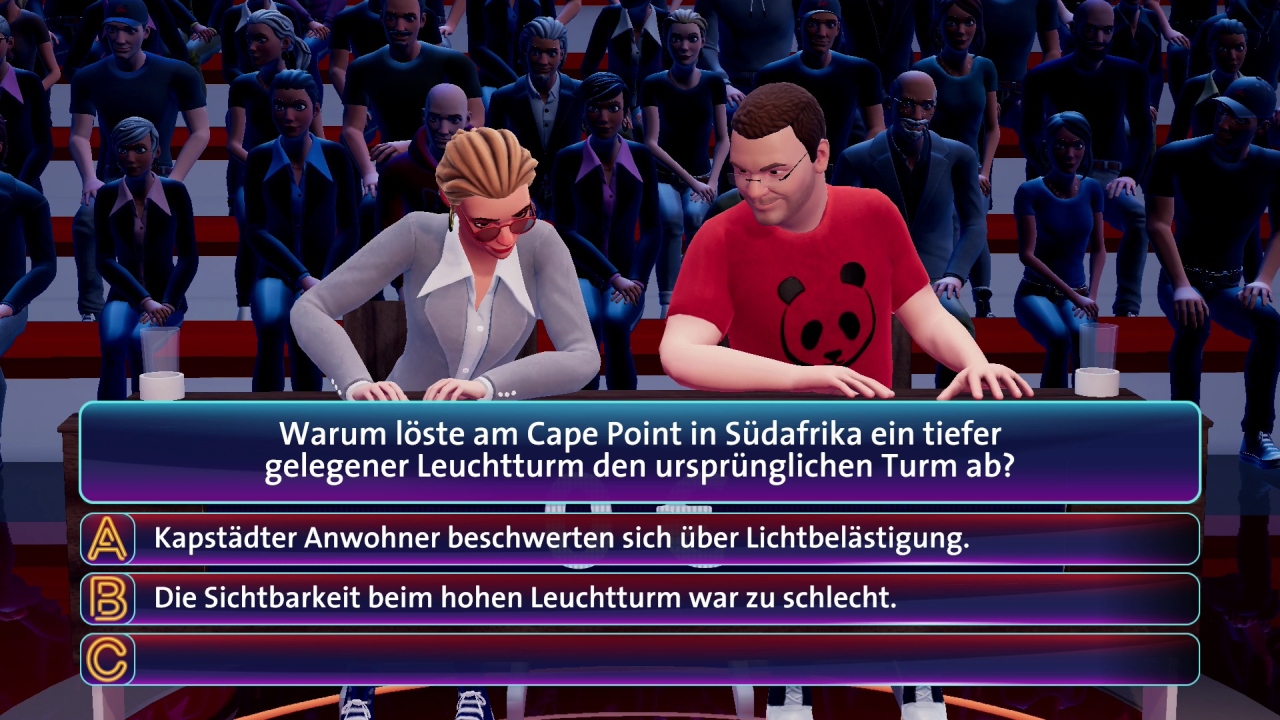 Warum löste am Cape Point in Südafrika ein tiefer
gelegener Leuchtturm den ursprünglichen Turm ab?
A Kapstädter Anwohner beschwerten sich über Lichtbelästigung.
B Die Sichtbarkeit beim hohen Leuchtturm war zu schlecht.
C